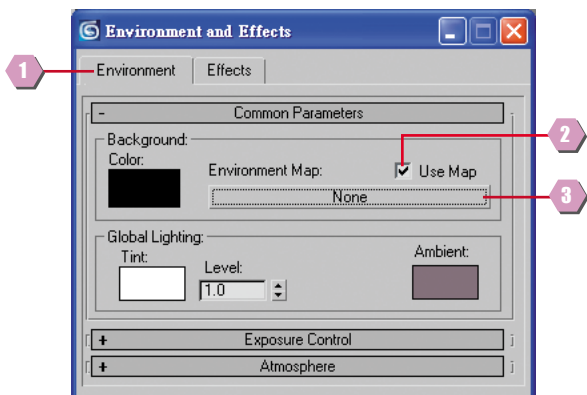 Environment and Effects
1
Environment
Effects
- Common Parameters
Background:
Color:
Environment Map:
Use Map
2
None
3
Global Lighting:
Tint:
Level:
1.0
Ambient:
+ Exposure Control
+ Atmosphere